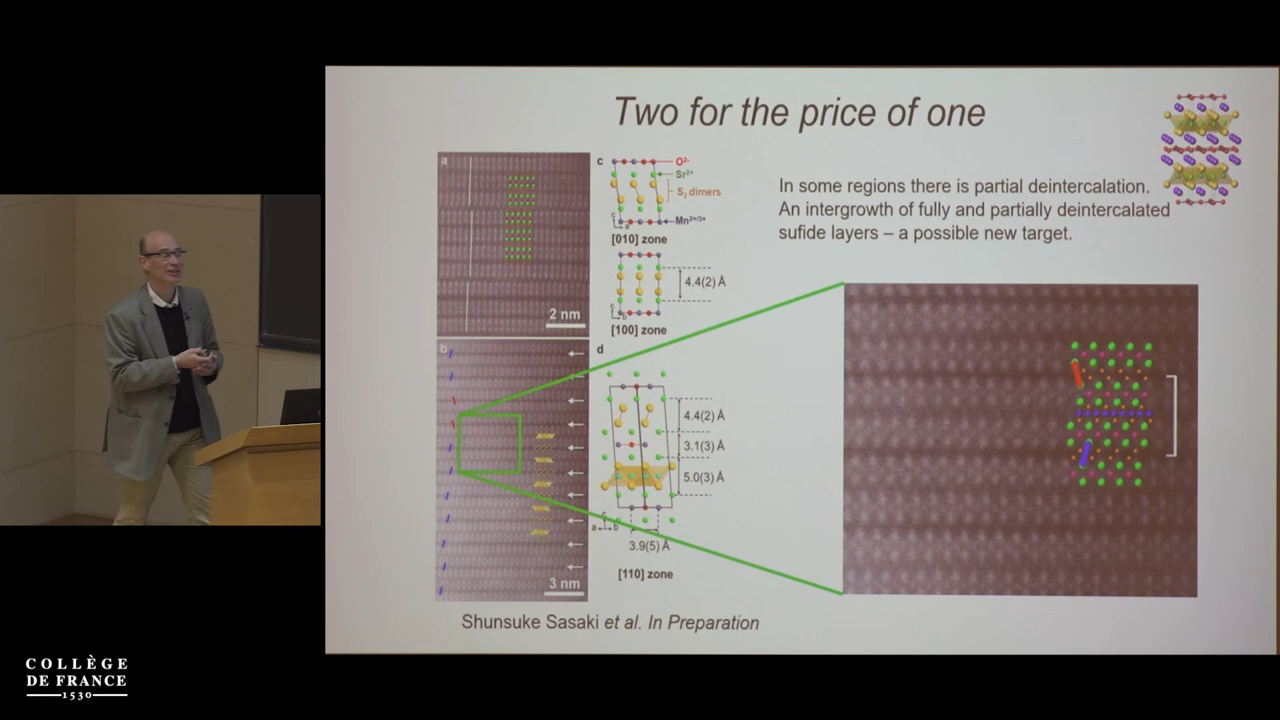 Two for the price of one
In some regions there is partial deintercalation.
An intergrowth of fully and partially deintercalated
sufide layers – a possible new target.
a
2 nm
b
3 nm
c
O²⁻
Sr²⁺
S₂ dimers
Mn²⁺/³⁺
c
a
[010] zone
4.4(2) Å
c
b
[100] zone
d
4.4(2) Å
3.1(3) Å
5.0(3) Å
c
a
b
3.9(5) Å
[110] zone
Shunsuke Sasaki et al. In Preparation
COLLÈGE
DE FRANCE
1530